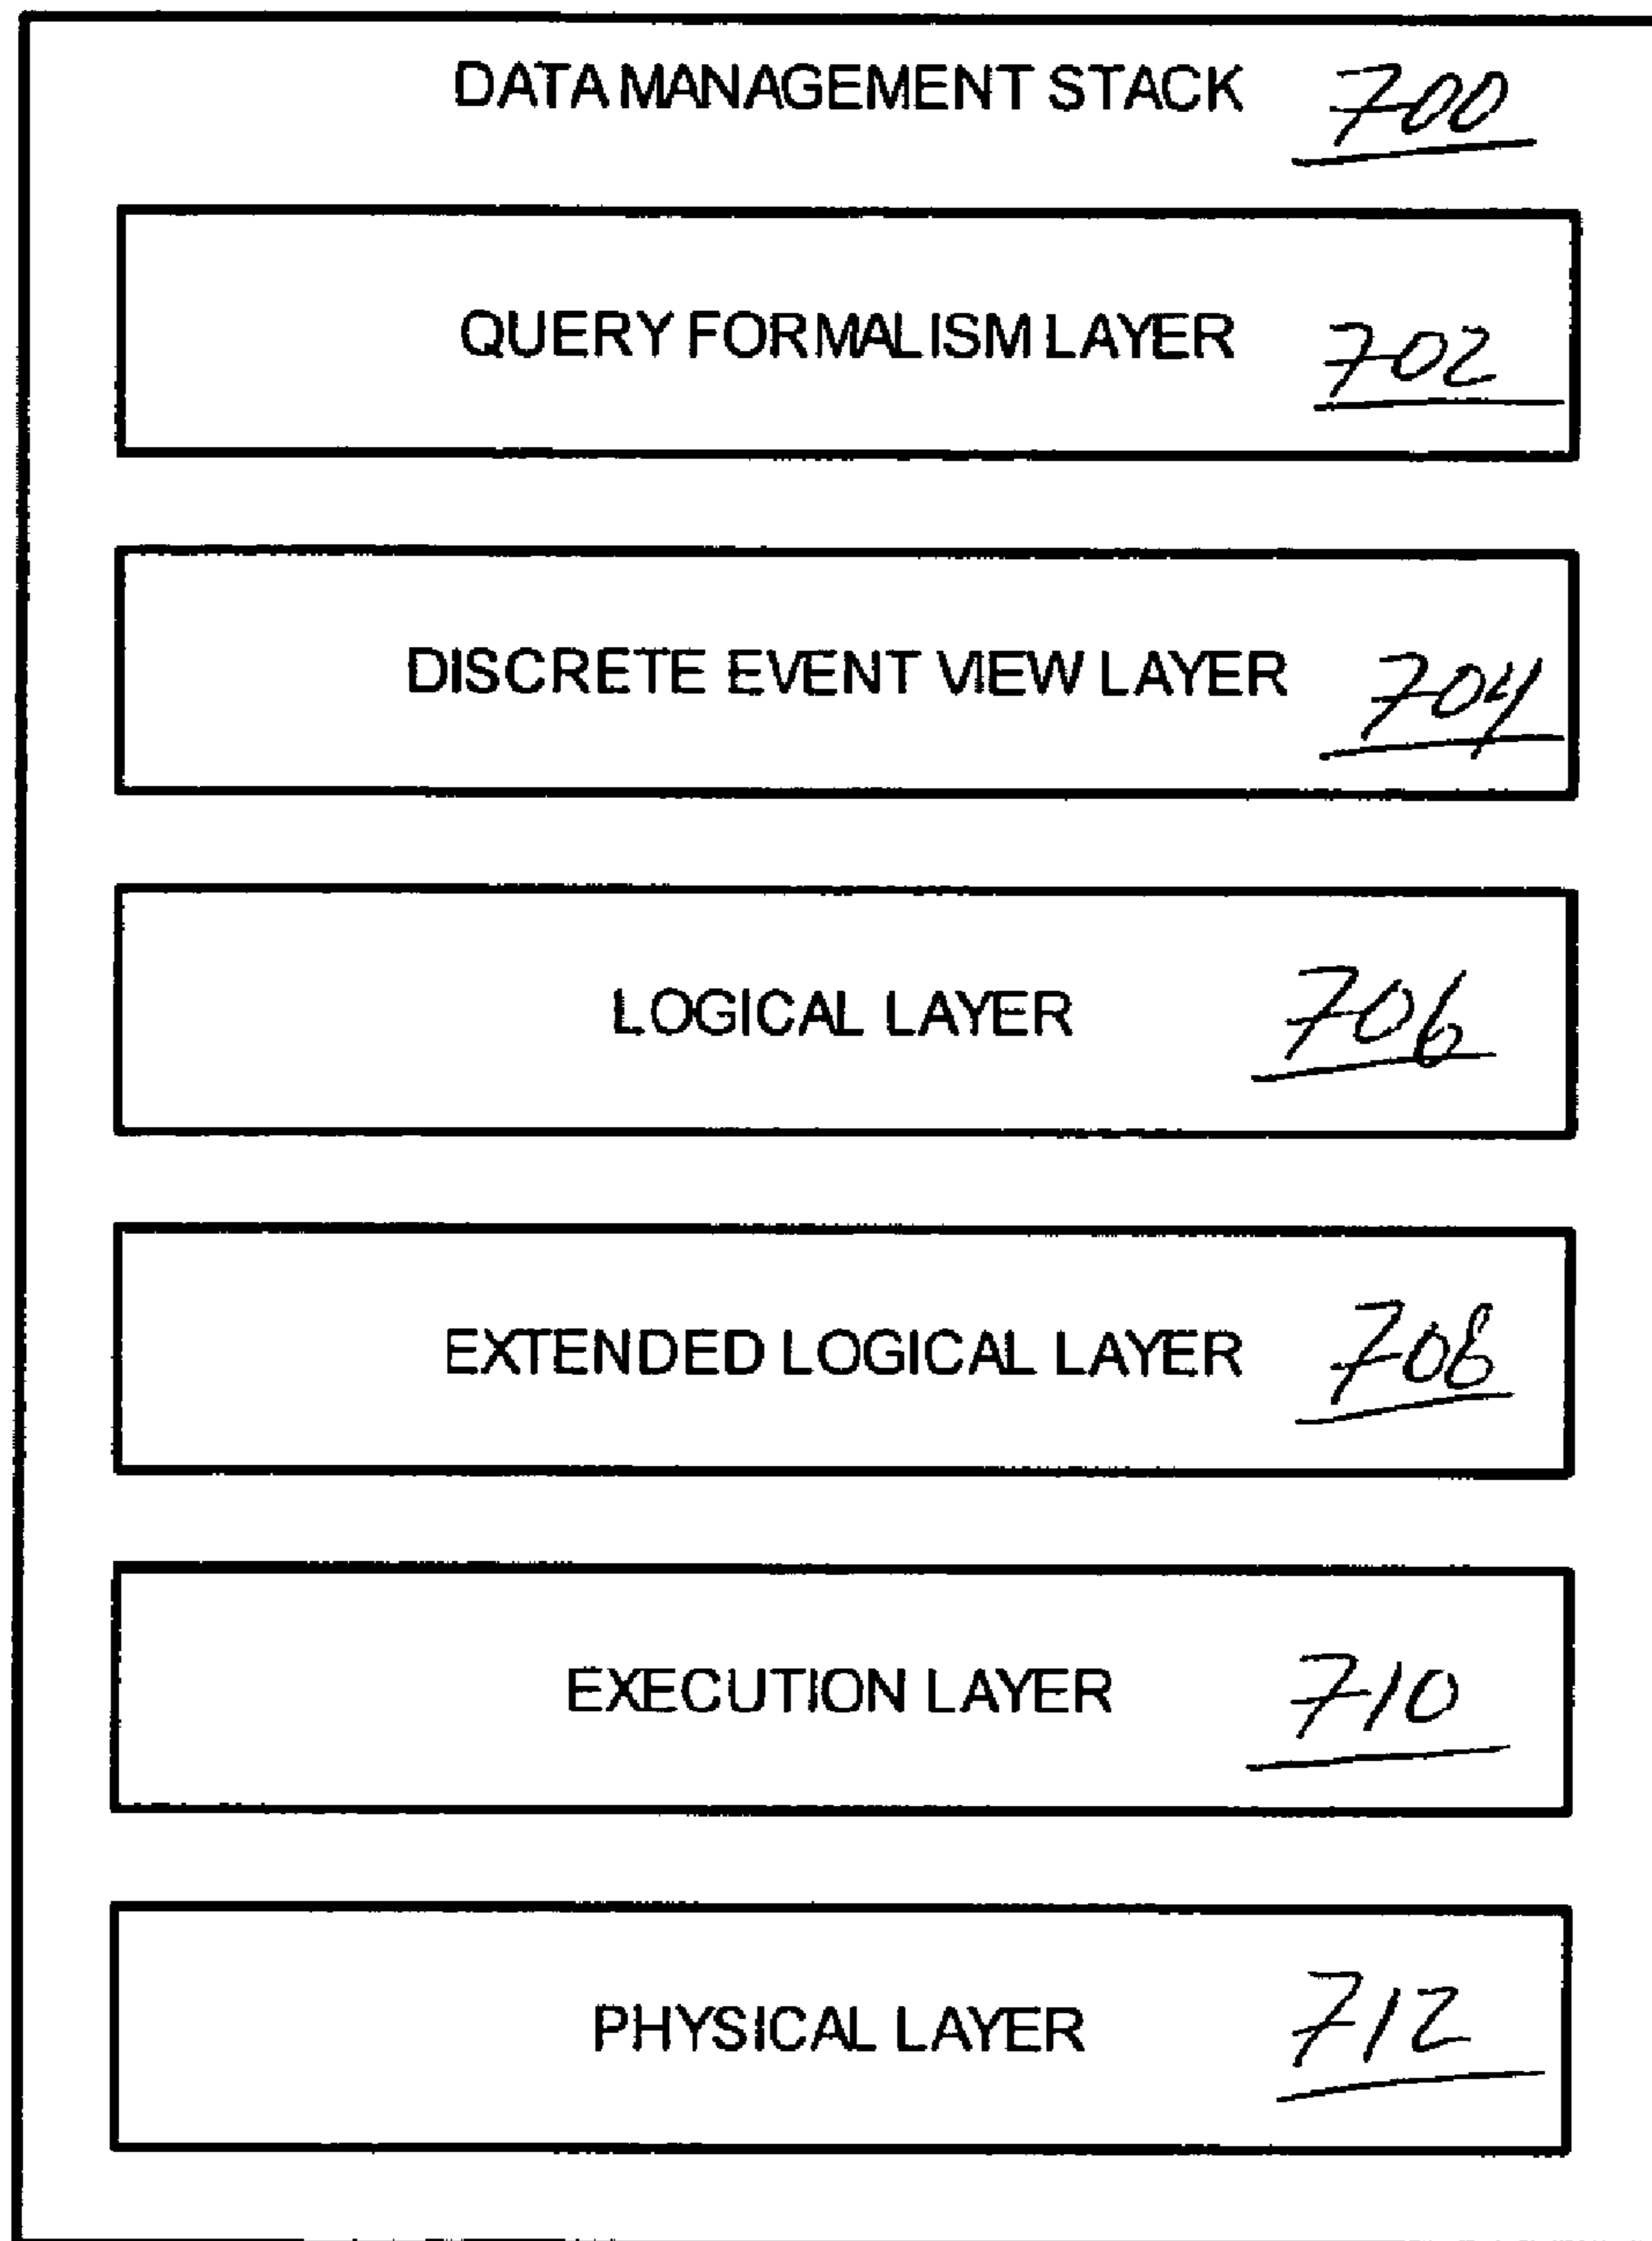 DATA MANAGEMENT STACK 700
QUERY FORMALISM LAYER 702
DISCRETE EVENT VIEW LAYER 704
LOGICAL LAYER 706
EXTENDED LOGICAL LAYER 708
EXECUTION LAYER 710
PHYSICAL LAYER 712